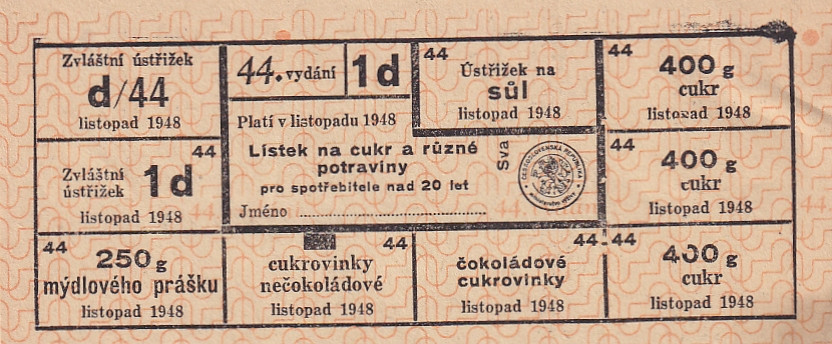 Zvláštní ústřižek
d/44
listopad 1948
44. vydání
1d
Platí v listopadu 1948
Lístek na cukr a různé
potraviny
pro spotřebitele nad 20 let
Jméno
Sva
ČESKOSLOVENSKÁ REPUBLIKA
44
Ústřižek na
sůl
listopad 1948
44
400 g
cukr
listopad 1948
44
Zvláštní
ústřižek 1d
listopad 1948
44
400 g
cukr
listopad 1948
44
250 g
mýdlového prášku
listopad 1948
44
cukrovinky
nečokoládové
listopad 1948
44
čokoládové
cukrovinky
listopad 1948
44
400 g
cukr
listopad 1948